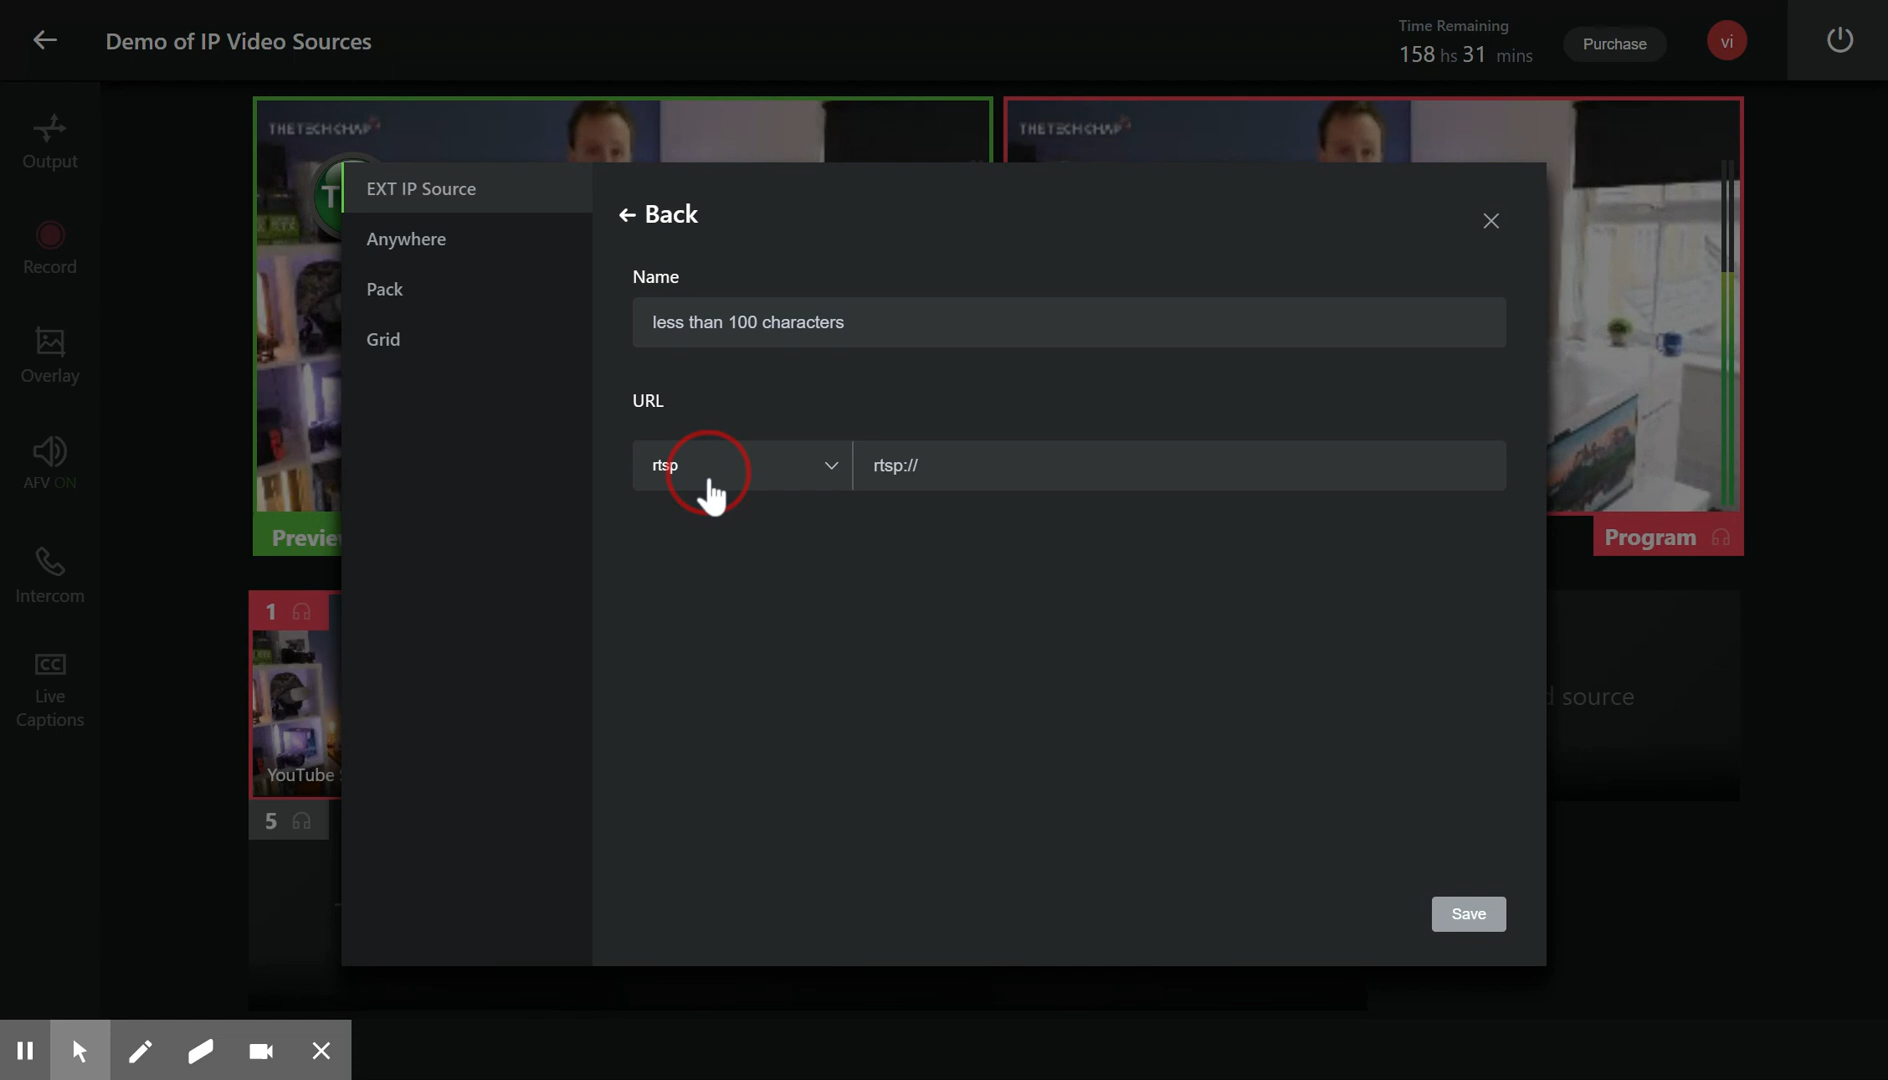 Demo of IP Video Sources
Time Remaining
158 hs 31 mins
Purchase
vi
Output
Record
Overlay
AFV ON
Intercom
CC
Live
Captions
THETECHCHAP
THETECHCHAP
T
EXT IP Source
Anywhere
Pack
Grid
Back
Name
less than 100 characters
URL
rtsp
rtsp://
Save
Program
1
YouTube
5
source